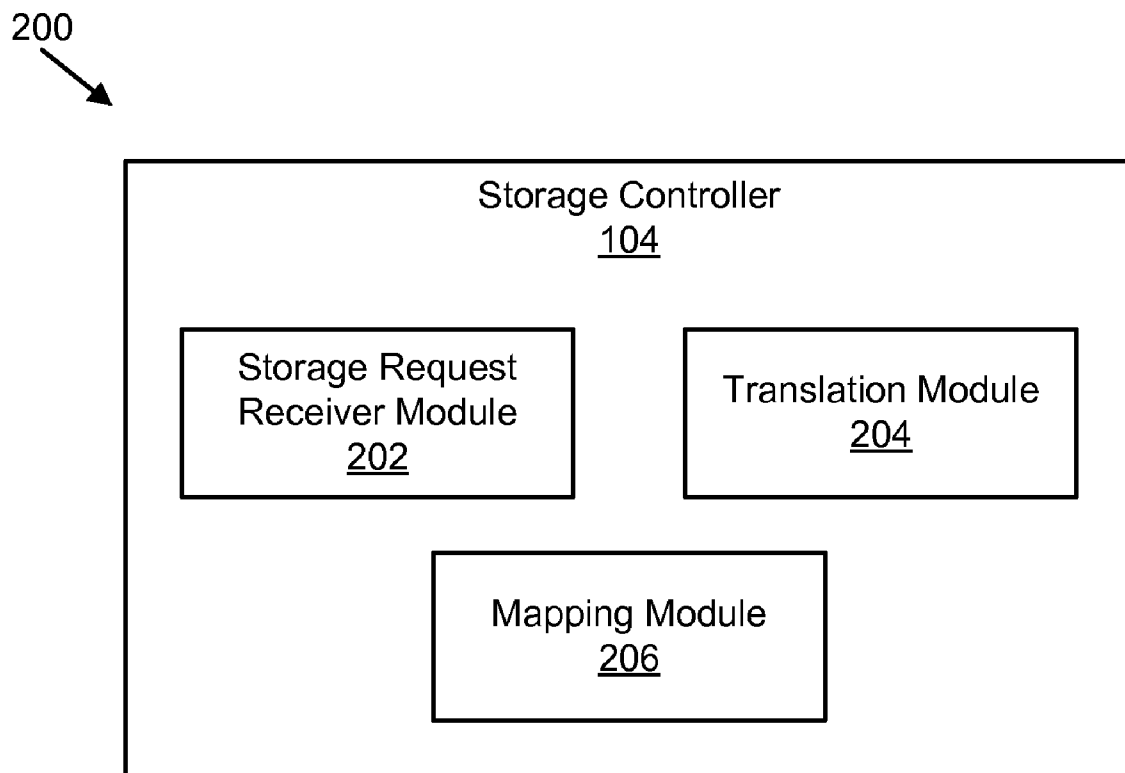 200
Storage Controller
104
Storage Request
Receiver Module
202
Translation Module
204
Mapping Module
206